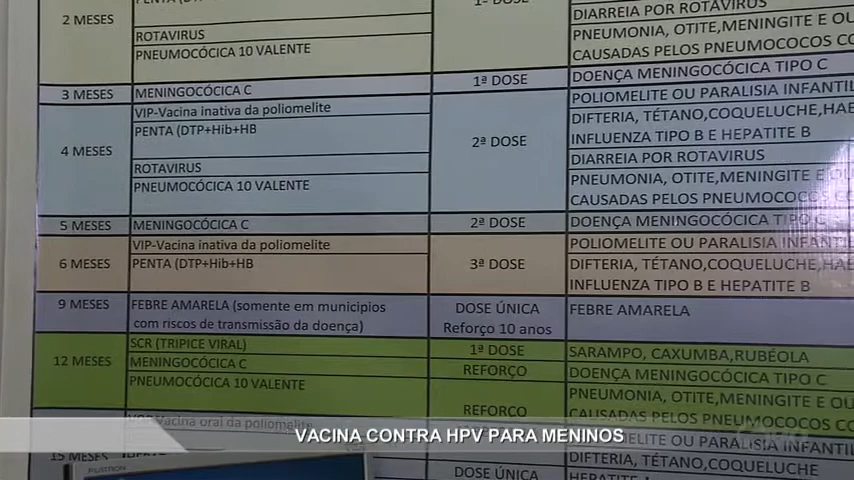 2 MESES
ROTAVIRUS
PNEUMOCÓCICA 10 VALENTE
1ª DOSE
DIARREIA POR ROTAVIRUS
PNEUMONIA, OTITE, MENINGITE E OU
CAUSADAS PELOS PNEUMOCOCOS CO
3 MESES
MENINGOCÓCICA C
1ª DOSE
DOENÇA MENINGOCÓCICA TIPO C
4 MESES
VIP-Vacina inativa da poliomelite
PENTA (DTP+Hib+HB
ROTAVIRUS
PNEUMOCÓCICA 10 VALENTE
2ª DOSE
POLIOMELITE OU PARALISIA INFANTIL
DIFTERIA, TÉTANO,COQUELUCHE,HAE
INFLUENZA TIPO B E HEPATITE B
DIARREIA POR ROTAVIRUS
PNEUMONIA, OTITE, MENINGITE E OU
CAUSADAS PELOS PNEUMOCOCOS CO
5 MESES
MENINGOCÓCICA C
2ª DOSE
DOENÇA MENINGOCÓCICA TIPO C
6 MESES
VIP-Vacina inativa da poliomelite
PENTA (DTP+Hib+HB
3ª DOSE
POLIOMELITE OU PARALISIA INFANTIL
DIFTERIA, TÉTANO,COQUELUCHE,HAE
INFLUENZA TIPO B E HEPATITE B
9 MESES
FEBRE AMARELA (somente em municipios
com riscos de transmissão da doença)
DOSE ÚNICA
Reforço 10 anos
FEBRE AMARELA
12 MESES
SCR (TRIPICE VIRAL)
MENINGOCÓCICA C
PNEUMOCÓCICA 10 VALENTE
1ª DOSE
REFORÇO
REFORÇO
SARAMPO, CAXUMBA,RUBÉOLA
DOENÇA MENINGOCÓCICA TIPO C
PNEUMONIA, OTITE, MENINGITE E OU
CAUSADAS PELOS PNEUMOCOCOS CO
VOP Vacina oral da poliomelite
VACINA CONTRA HPV PARA MENINOS
OMELITE OU PARALISIA INFANTIL
15 MESES
DIFTERIA, TÉTANO,COQUELUCHE
DOSE ÚNICA